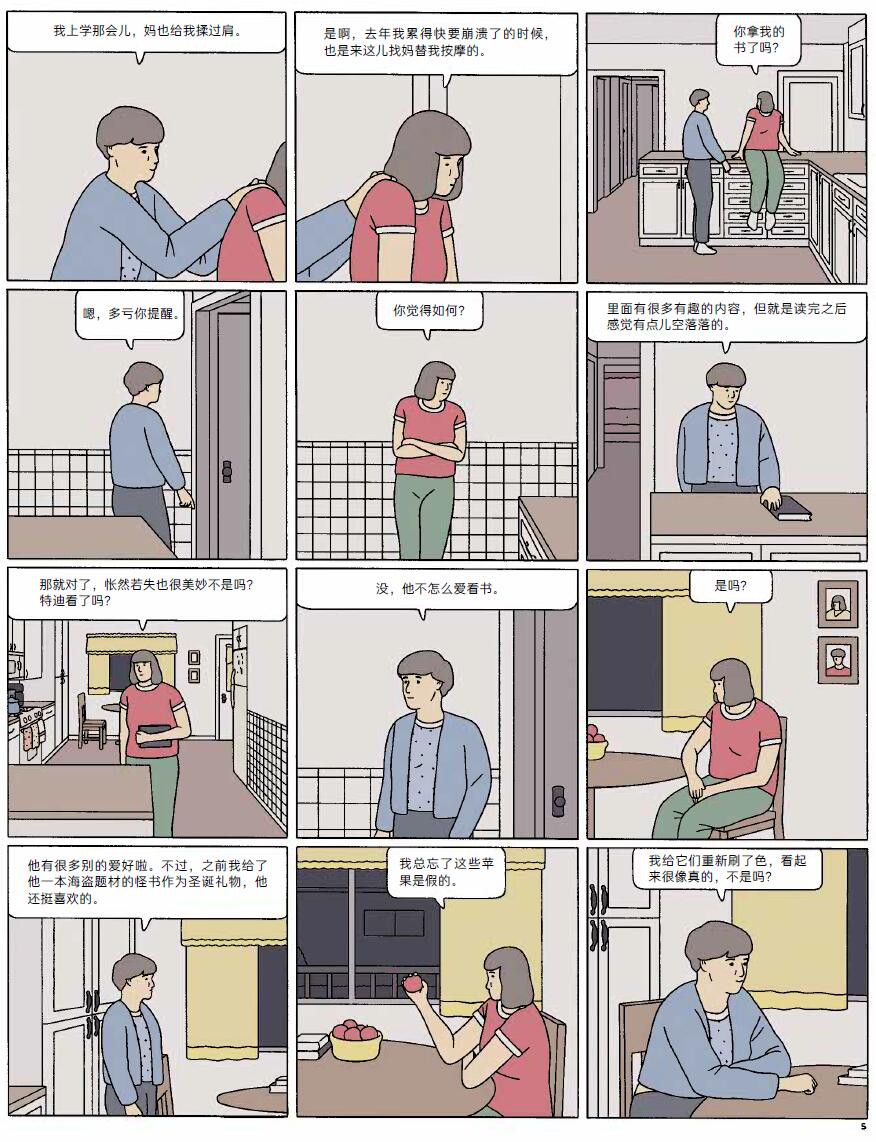 我上学那会儿，妈也给我揉过肩。
是啊，去年我累得快要崩溃了的时候，
也是来这儿找妈替我按摩的。
你拿我的
书了吗？
嗯，多亏你提醒。
你觉得如何？
里面有很多有趣的内容，但就是读完之后
感觉有点儿空落落的。
那就对了，怅然若失也很美妙不是吗？
特迪看了吗？
没，他不怎么爱看书。
是吗？
他有很多别的爱好啦。不过，之前我给了
他一本海盗题材的怪书作为圣诞礼物，他
还挺喜欢的。
我总忘了这些苹
果是假的。
我给它们重新刷了色，看起
来很像真的，不是吗？
5